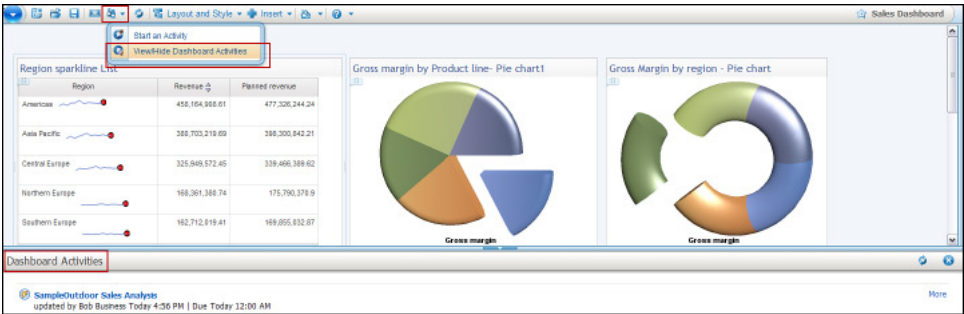 Layout and Style Insert Sales Dashboard
Start an Activity
View/Hide Dashboard Activities
Region sparkline List
Region Revenue Planned revenue
Americas 458,164,908.61 477,326,244.24
Asia Pacific 380,703,219.69 398,300,842.21
Central Europe 325,949,572.45 339,466,389.62
Northern Europe 168,361,380.74 175,790,370.9
Southern Europe 162,712,019.41 169,855,032.87
Gross margin by Product line- Pie chart1
Gross margin
Gross Margin by region - Pie chart
Gross margin
Dashboard Activities
SampleOutdoor Sales Analysis More
updated by Bob Business Today 4:56 PM | Due Today 12:00 AM